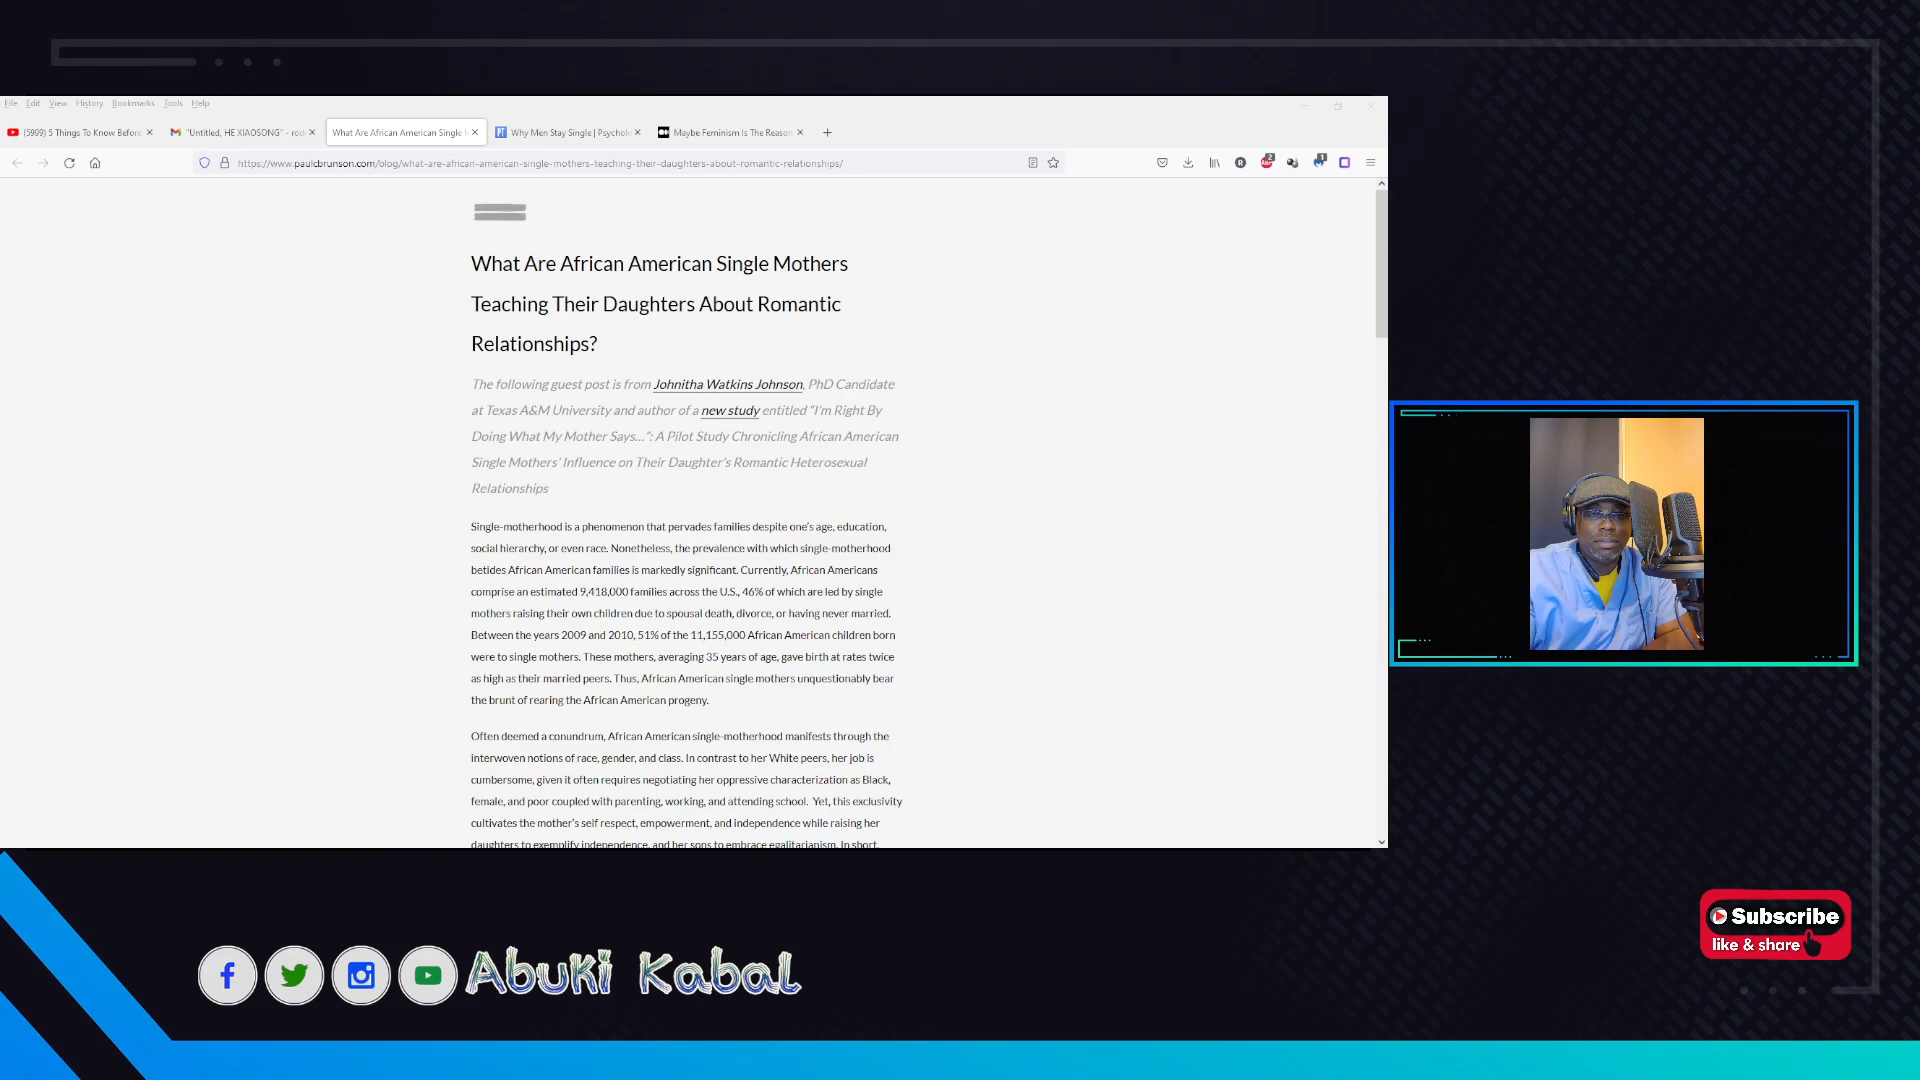 File Edit View History Bookmarks Tools Help
(5999) 5 Things To Know Before
"Untitled, HE XIAOSONG" - rod
What Are African American Single M
Why Men Stay Single | Psycholo
Maybe Feminism Is The Reason
https://www.paulcbrunson.com/blog/what-are-african-american-single-mothers-teaching-their-daughters-about-romantic-relationships/
What Are African American Single Mothers
Teaching Their Daughters About Romantic
Relationships?
The following guest post is from Johnitha Watkins Johnson, PhD Candidate
at Texas A&M University and author of a new study entitled “I’m Right By
Doing What My Mother Says…”: A Pilot Study Chronicling African American
Single Mothers’ Influence on Their Daughter’s Romantic Heterosexual
Relationships
Single-motherhood is a phenomenon that pervades families despite one’s age, education,
social hierarchy, or even race. Nonetheless, the prevalence with which single-motherhood
betides African American families is markedly significant. Currently, African Americans
comprise an estimated 9,418,000 families across the U.S., 46% of which are led by single
mothers raising their own children due to spousal death, divorce, or having never married.
Between the years 2009 and 2010, 51% of the 11,155,000 African American children born
were to single mothers. These mothers, averaging 35 years of age, gave birth at rates twice
as high as their married peers. Thus, African American single mothers unquestionably bear
the brunt of rearing the African American progeny.
Often deemed a conundrum, African American single-motherhood manifests through the
interwoven notions of race, gender, and class. In contrast to her White peers, her job is
cumbersome, given it often requires negotiating her oppressive characterization as Black,
female, and poor coupled with parenting, working, and attending school. Yet, this exclusivity
cultivates the mother’s self respect, empowerment, and independence while raising her
daughters to exemplify independence, and her sons to embrace egalitarianism. In short,
Subscribe
like & share
Abuki Kabal